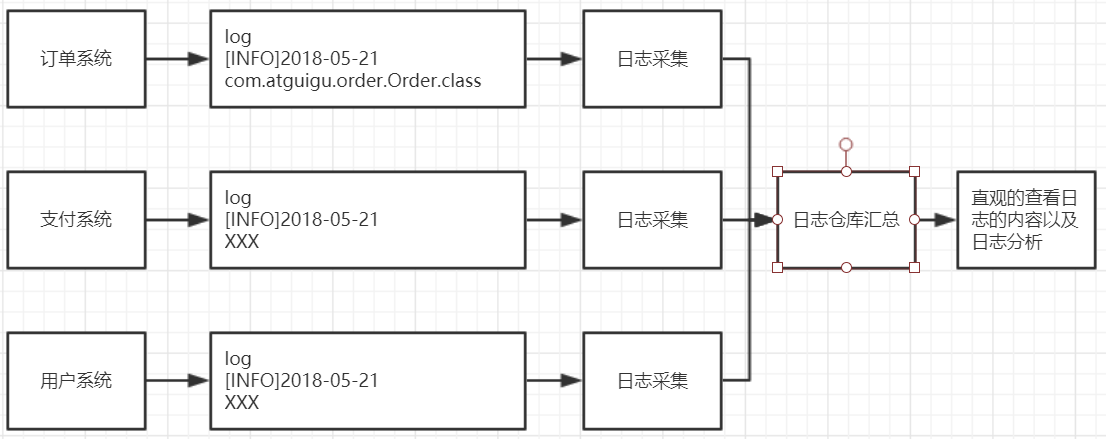 订单系统
log
[INFO]2018-05-21
com.atguigu.order.Order.class
日志采集
支付系统
log
[INFO]2018-05-21
XXX
日志采集
日志仓库汇总
直观的查看日
志的内容以及
日志分析
用户系统
log
[INFO]2018-05-21
XXX
日志采集